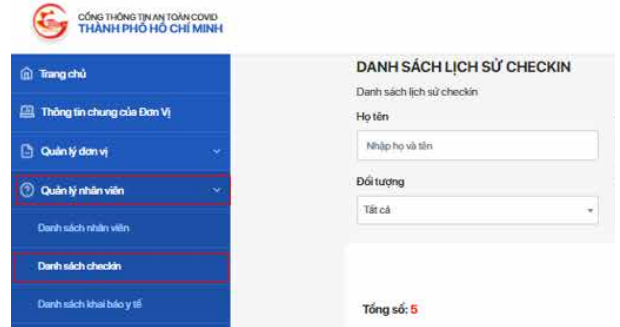 CỔNG THÔNG TIN AN TOÀN COVID
THÀNH PHỐ HỒ CHÍ MINH
Trang chủ
Thông tin chung của Đơn Vị
Quản lý đơn vị
Quản lý nhân viên
Danh sách nhân viên
Danh sách checkin
Danh sách khai báo y tế
DANH SÁCH LỊCH SỬ CHECKIN
Danh sách lịch sử checkin
Họ tên
Nhập họ và tên
Đối tượng
Tất cả
Tổng số: 5